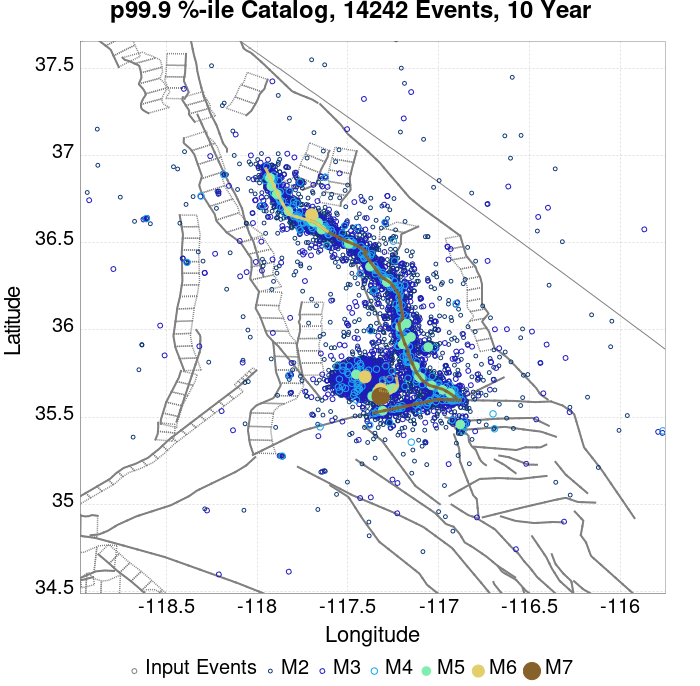 p99.9 %-ile Catalog, 14242 Events, 10 Year
37.5
37
36.5
36
35.5
35
34.5
Latitude
-118.5 -118 -117.5 -117 -116.5 -116
Longitude
Input Events M2 M3 M4 M5 M6 M7